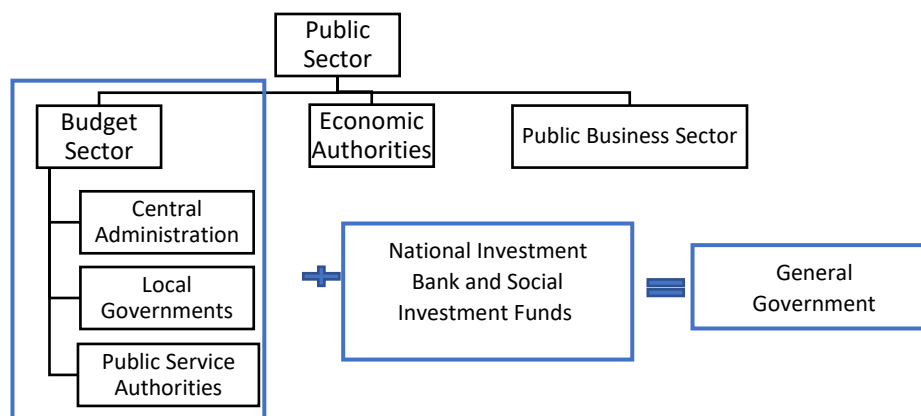 Public
Sector
Budget
Sector
Economic
Authorities
Public Business Sector
Central
Administration
Local
Governments
Public Service
Authorities
National Investment
Bank and Social
Investment Funds
General
Government